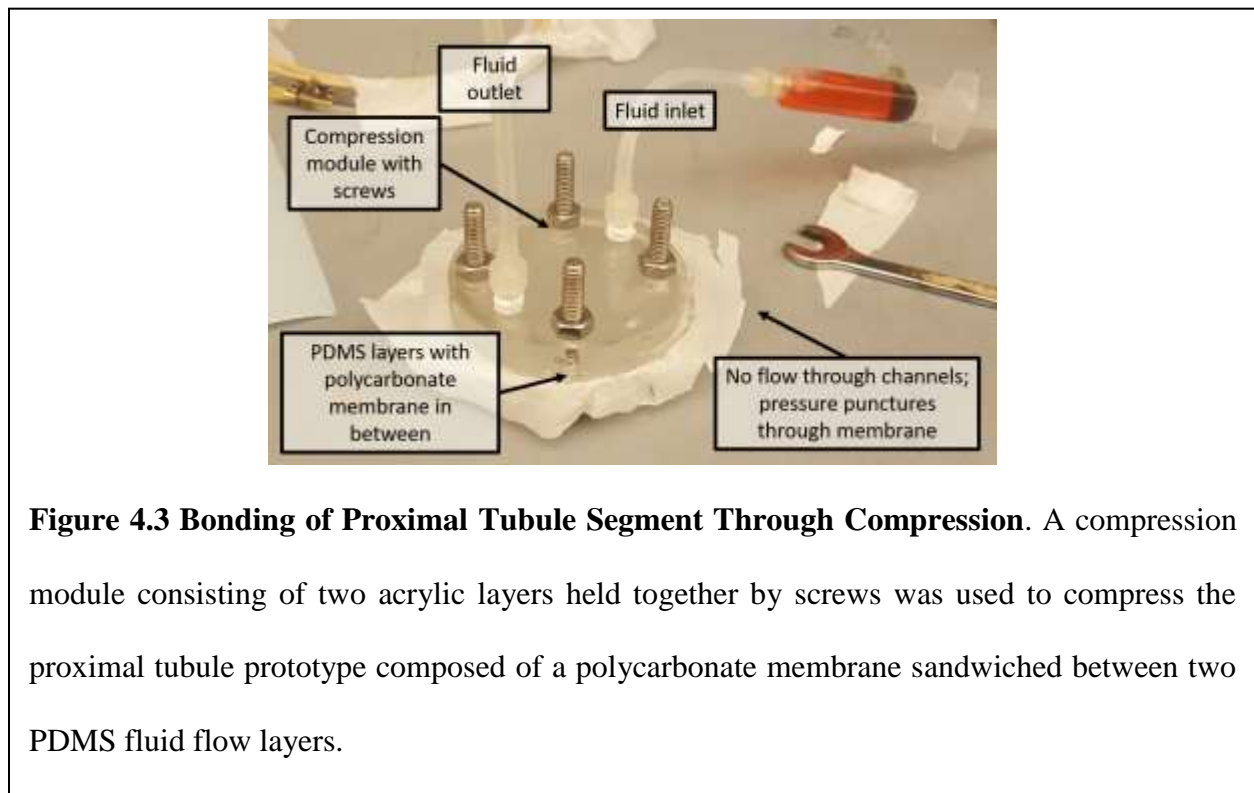 Fluid
outlet
Fluid inlet
Compression
module with
screws
PDMS layers with
polycarbonate
membrane in
between
No flow through channels;
pressure punctures
through membrane
Figure 4.3 Bonding of Proximal Tubule Segment Through Compression. A compression
module consisting of two acrylic layers held together by screws was used to compress the
proximal tubule prototype composed of a polycarbonate membrane sandwiched between two
PDMS fluid flow layers.